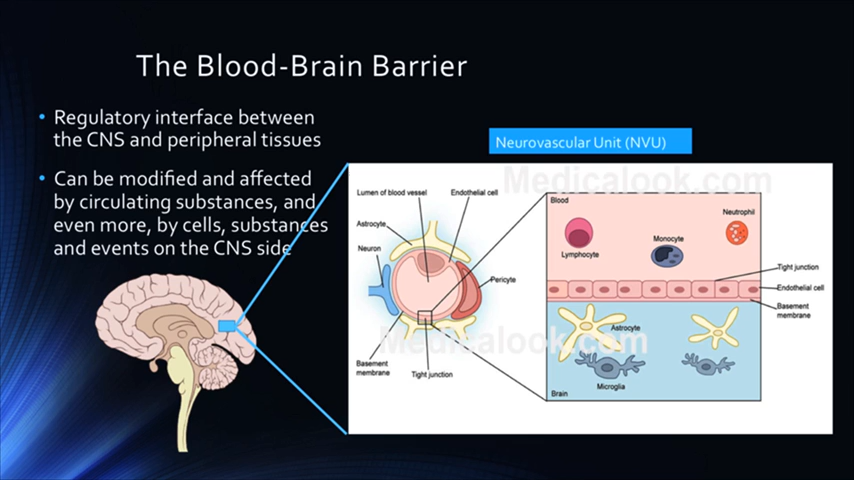 The Blood-Brain Barrier
• Regulatory interface between
the CNS and peripheral tissues
• Can be modified and affected
by circulating substances, and
even more, by cells, substances
and events on the CNS side
Neurovascular Unit (NVU)
Medicalook.com
Lumen of blood vessel
Endothelial cell
Astrocyte
Neuron
Pericyte
Basement
membrane
Tight junction
Blood
Neutrophil
Lymphocyte
Monocyte
Tight junction
Endothelial cell
Basement
membrane
Astrocyte
Microglia
Brain
Medicalook.com